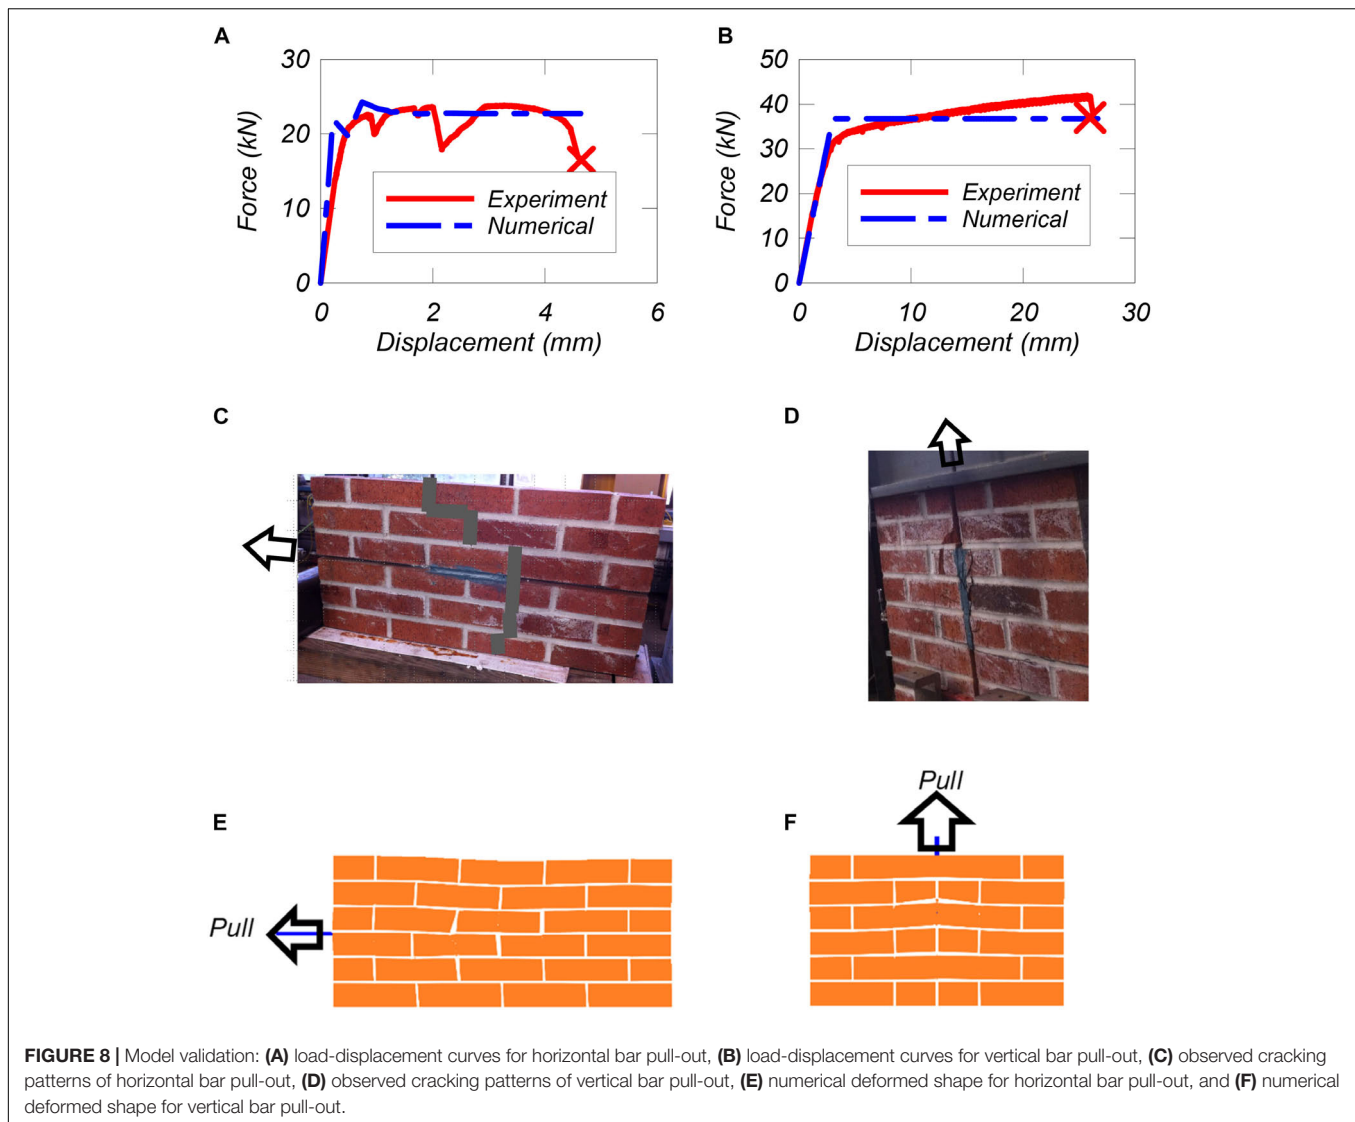 A
30
20
10
0
Force (kN)
0 2 4 6
Displacement (mm)
Experiment
Numerical
B
50
40
30
20
10
0
Force (kN)
0 10 20 30
Displacement (mm)
Experiment
Numerical
C
D
E
Pull
F
Pull
FIGURE 8 | Model validation: (A) load-displacement curves for horizontal bar pull-out, (B) load-displacement curves for vertical bar pull-out, (C) observed cracking
patterns of horizontal bar pull-out, (D) observed cracking patterns of vertical bar pull-out, (E) numerical deformed shape for horizontal bar pull-out, and (F) numerical
deformed shape for vertical bar pull-out.